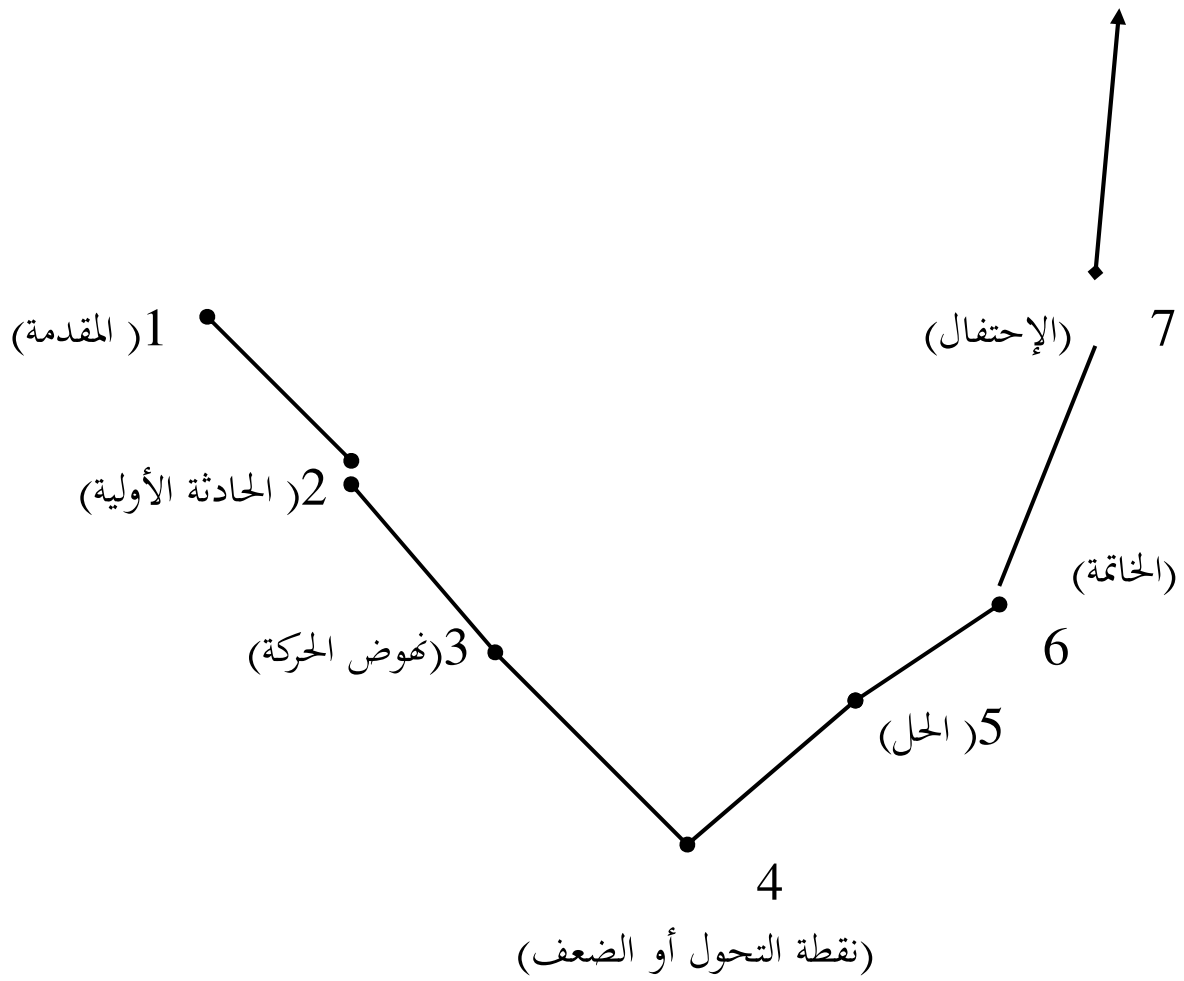 1( المقدمة)
2( الحادثة الأولية)
3(نهوض الحركة)
4
(نقطة التحول أو الضعف)
5( الحل)
(الخاتمة)
6
7 (الإحتفال)